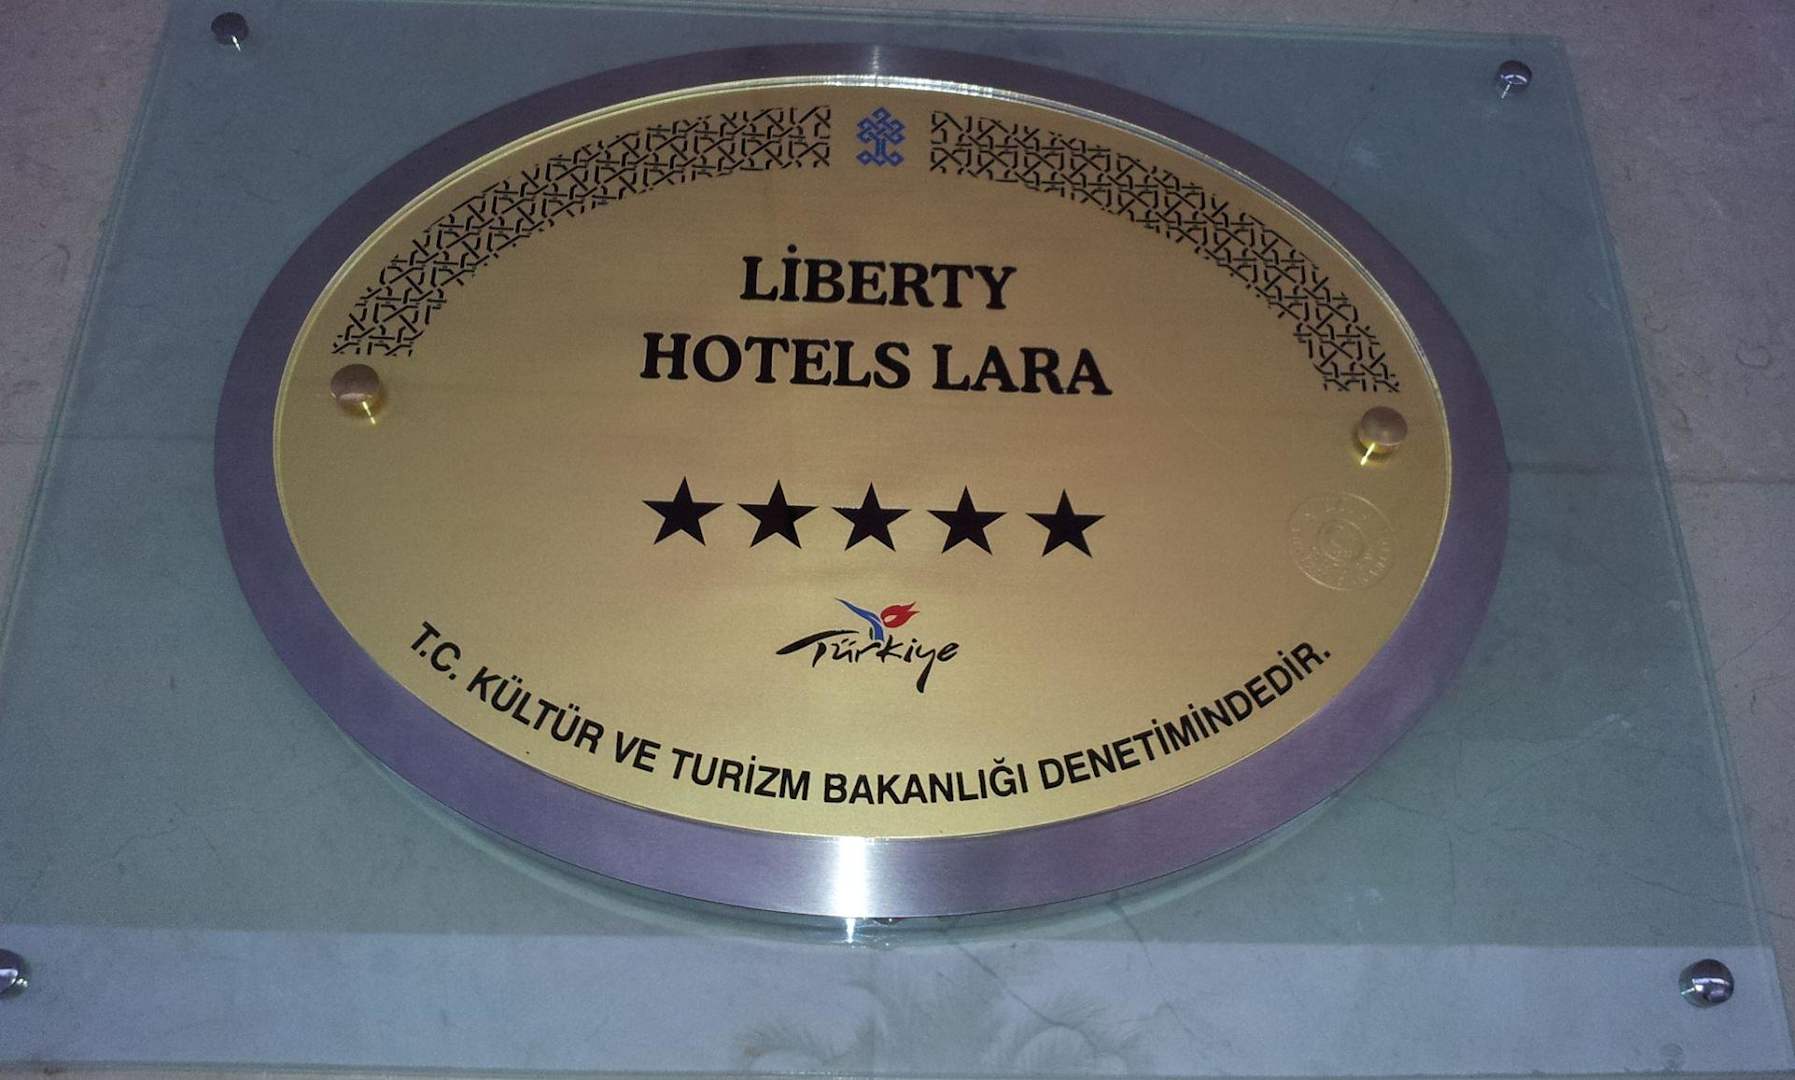 LİBERTY
HOTELS LARA
Türkiye
T.C. KÜLTÜR VE TURİZM BAKANLIĞI DENETİMİNDEDİR.